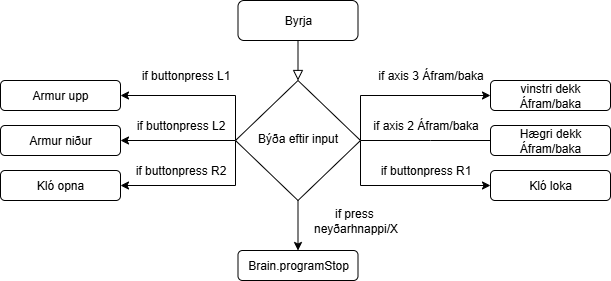 Byrja
if buttonpress L1
if axis 3 Áfram/baka
Armur upp
vinstri dekk
Áfram/baka
if buttonpress L2
Býða eftir input
if axis 2 Áfram/baka
Armur niður
Hægri dekk
Áfram/baka
if buttonpress R2
if buttonpress R1
Kló opna
Kló loka
if press
neyðarhnappi/X
Brain.programStop